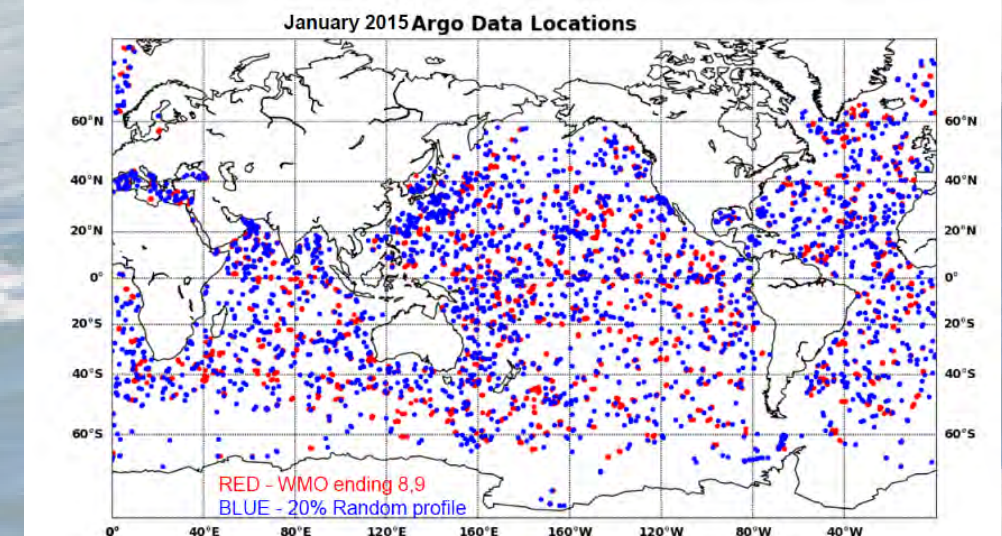 January 2015 Argo Data Locations
60°N 60°N
40°N 40°N
20°N 20°N
0° 0°
20°S 20°S
40°S 40°S
60°S 60°S
RED - WMO ending 8,9
BLUE - 20% Random profile
0° 40°E 80°E 120°E 160°E 160°W 120°W 80°W 40°W